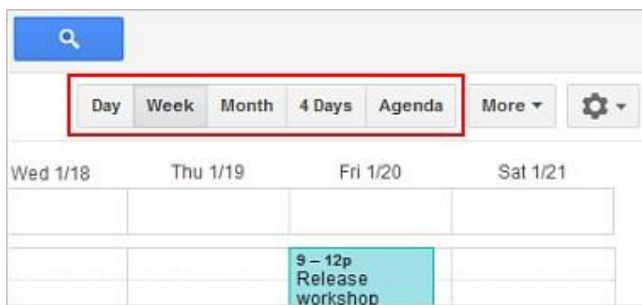 Day Week Month 4 Days Agenda More
Wed 1/18 Thu 1/19 Fri 1/20 Sat 1/21
9 – 12p
Release
workshop